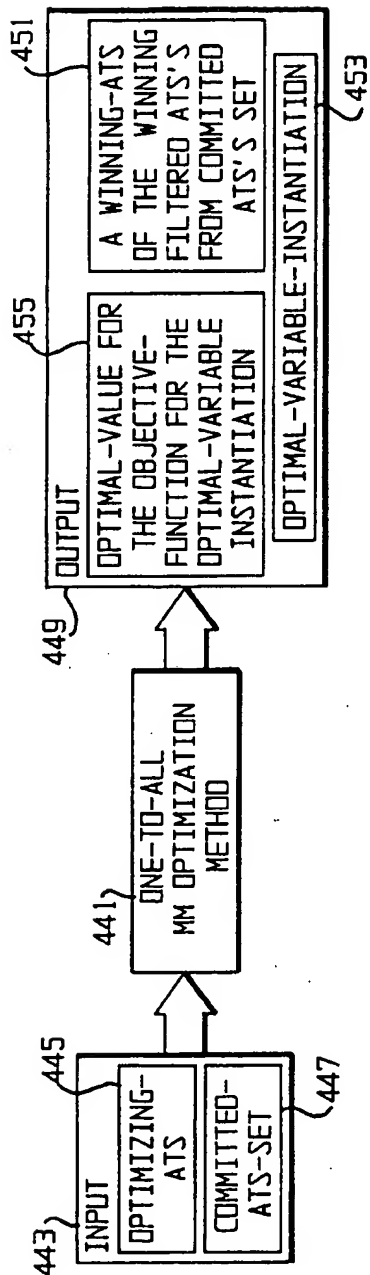 443
INPUT
445
OPTIMIZING-
ATS
COMMITTED-
ATS-SET
447
441
ONE-TO-ALL
MM OPTIMIZATION
METHOD
449
OUTPUT
455
OPTIMAL-VALUE FOR
THE OBJECTIVE-
FUNCTION FOR THE
OPTIMAL-VARIABLE
INSTANTIATION
451
A WINNING-ATS
OF THE WINNING
FILTERED ATS'S
FROM COMMITTED
ATS'S SET
OPTIMAL-VARIABLE-INSTANTIATION
453